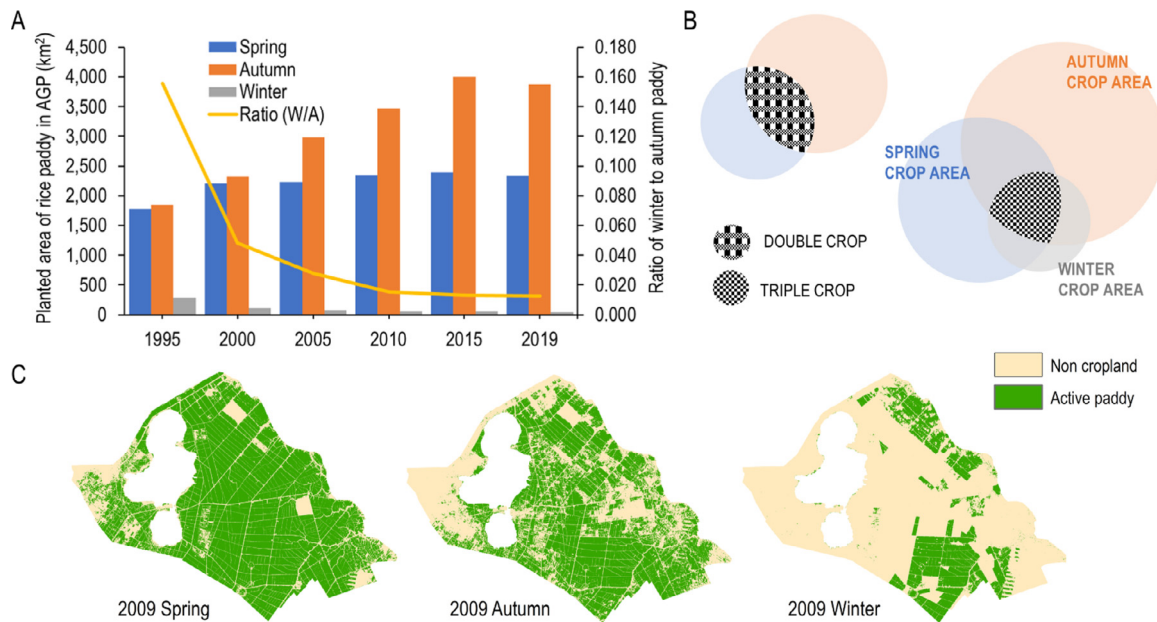 A
Planted area of rice paddy in AGP (km²)
4,500
4,000
3,500
3,000
2,500
2,000
1,500
1,000
500
0
Spring
Autumn
Winter
Ratio (W/A)
0.180
0.160
0.140
0.120
0.100
0.080
0.060
0.040
0.020
0.000
Ratio of winter to autumn paddy
1995 2000 2005 2010 2015 2019
B
AUTUMN
CROP AREA
SPRING
CROP AREA
WINTER
CROP AREA
DOUBLE CROP
TRIPLE CROP
C
Non cropland
Active paddy
2009 Spring
2009 Autumn
2009 Winter